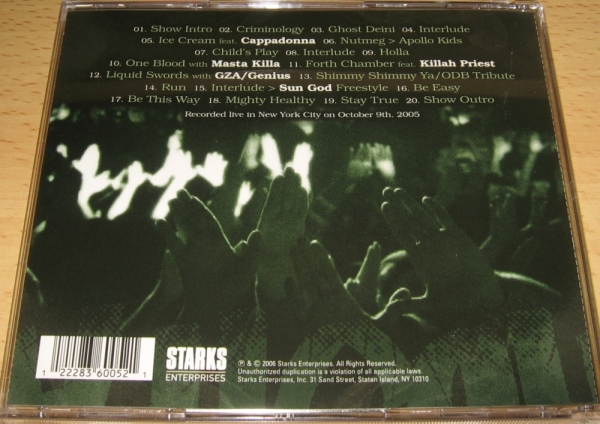 01. Show Intro 02. Criminology 03. Ghost Deini 04. Interlude
05. Ice Cream feat. Cappadonna 06. Nutmeg > Apollo Kids
07. Child's Play 08. Interlude 09. Holla
10. One Blood with Masta Killa 11. Forth Chamber feat. Killah Priest
12. Liquid Swords with GZA/Genius 13. Shimmy Shimmy Ya/ODB Tribute
14. Run 15. Interlude > Sun God Freestyle 16. Be Easy
17. Be This Way 18. Mighty Healthy 19. Stay True 20. Show Outro
Recorded live in New York City on October 9th, 2005
1 22283 60052 1
STARKS
ENTERPRISES
℗ & © 2006 Starks Enterprises. All Rights Reserved.
Unauthorized duplication is a violation of all applicable laws.
Starks Enterprises, Inc. 31 Sand Street, Staten Island, NY 10310